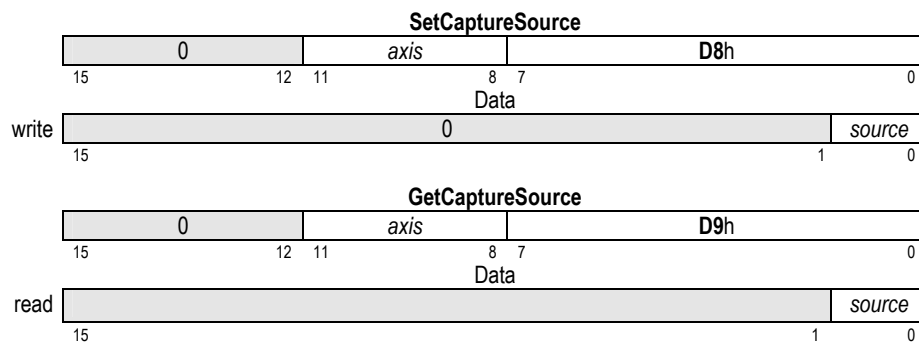 SetCaptureSource
0 axis D8h
15 12 11 8 7 0
Data
write 0 source
15 1 0
GetCaptureSource
0 axis D9h
15 12 11 8 7 0
Data
read source
15 1 0